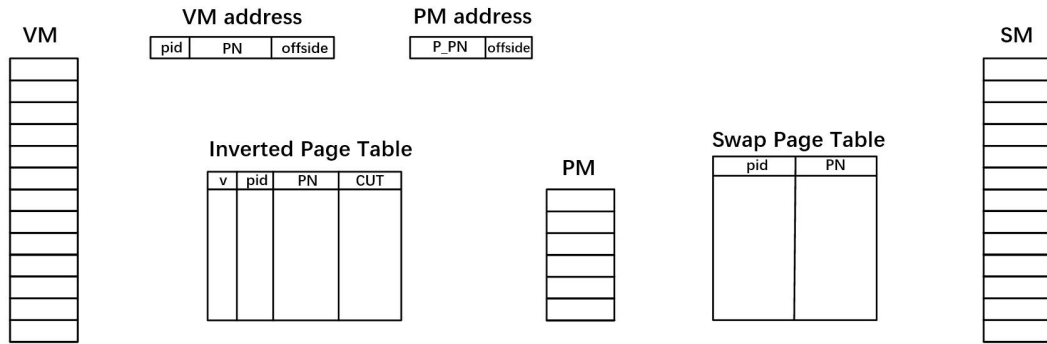 VM address
PM address
VM
SM
pid PN offside
P_PN offside
Inverted Page Table
Swap Page Table
PM
pid PN
v pid PN CUT